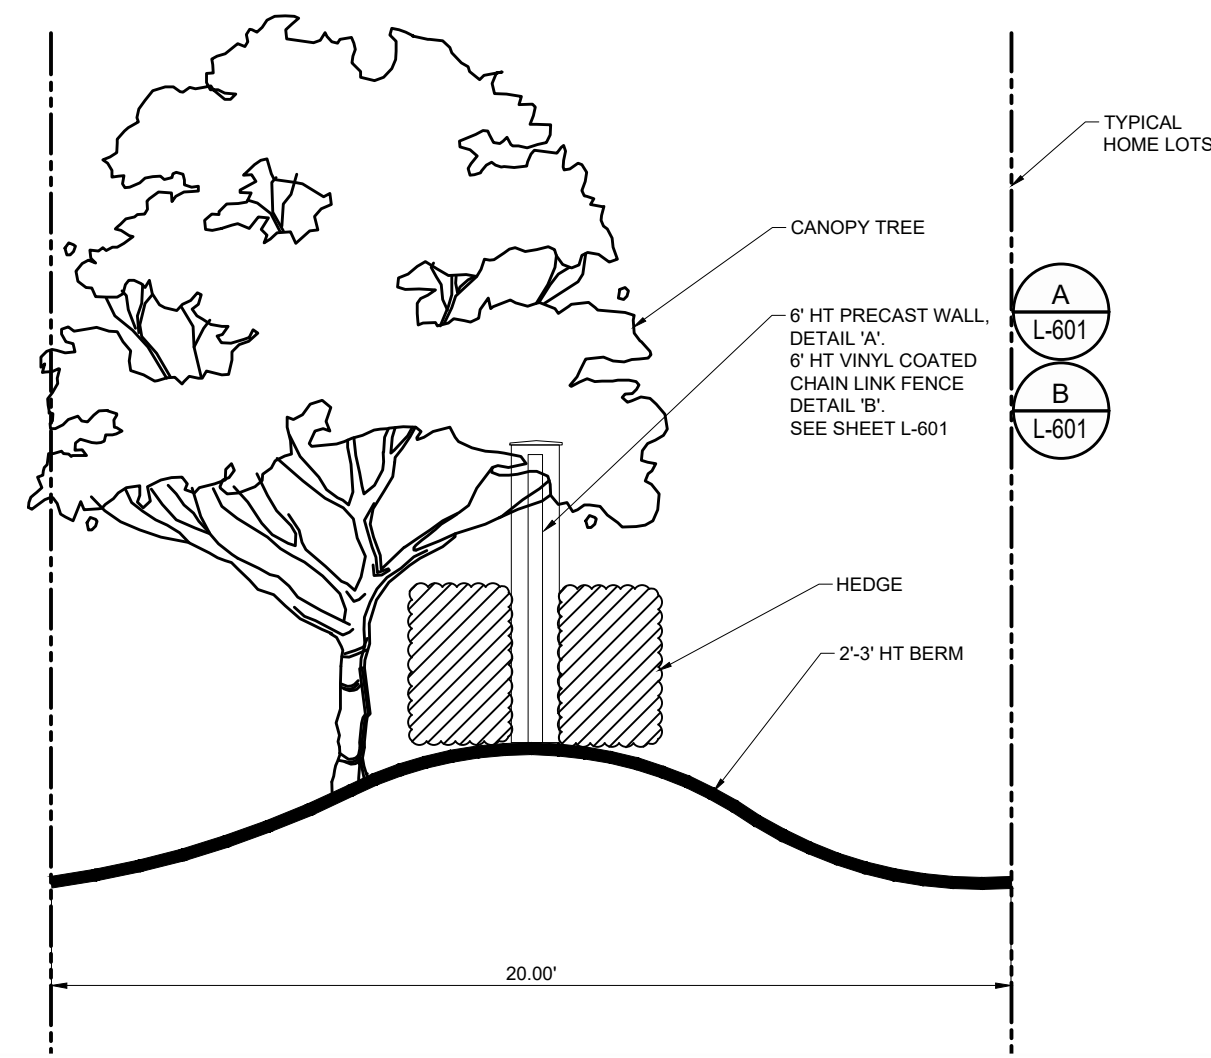 TYPICAL
HOME LOTS
CANOPY TREE
A
L-601
6' HT PRECAST WALL,
DETAIL 'A'.
6' HT VINYL COATED
CHAIN LINK FENCE
DETAIL 'B'.
SEE SHEET L-601
B
L-601
HEDGE
2'-3' HT BERM
20.00'